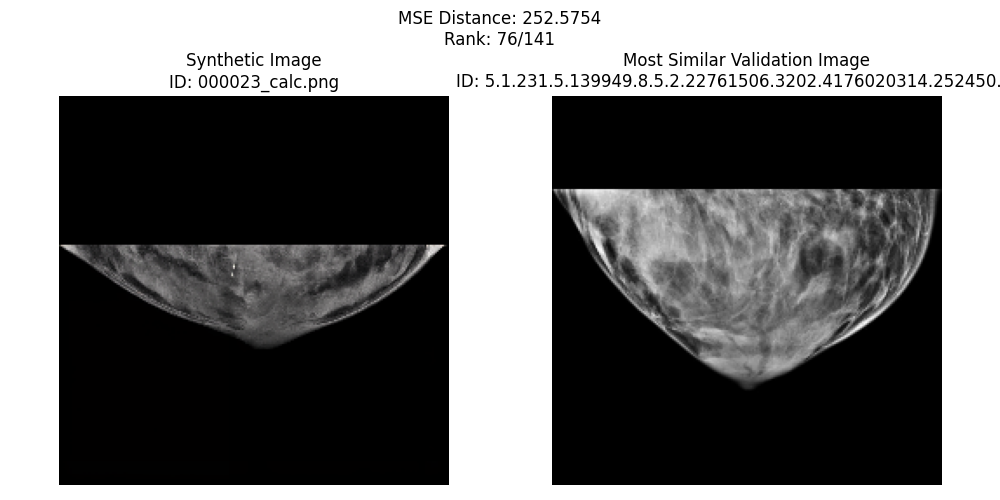 MSE Distance: 252.5754
Rank: 76/141
Synthetic Image
ID: 000023_calc.png
Most Similar Validation Image
ID: 5.1.231.5.139949.8.5.2.22761506.3202.4176020314.252450.